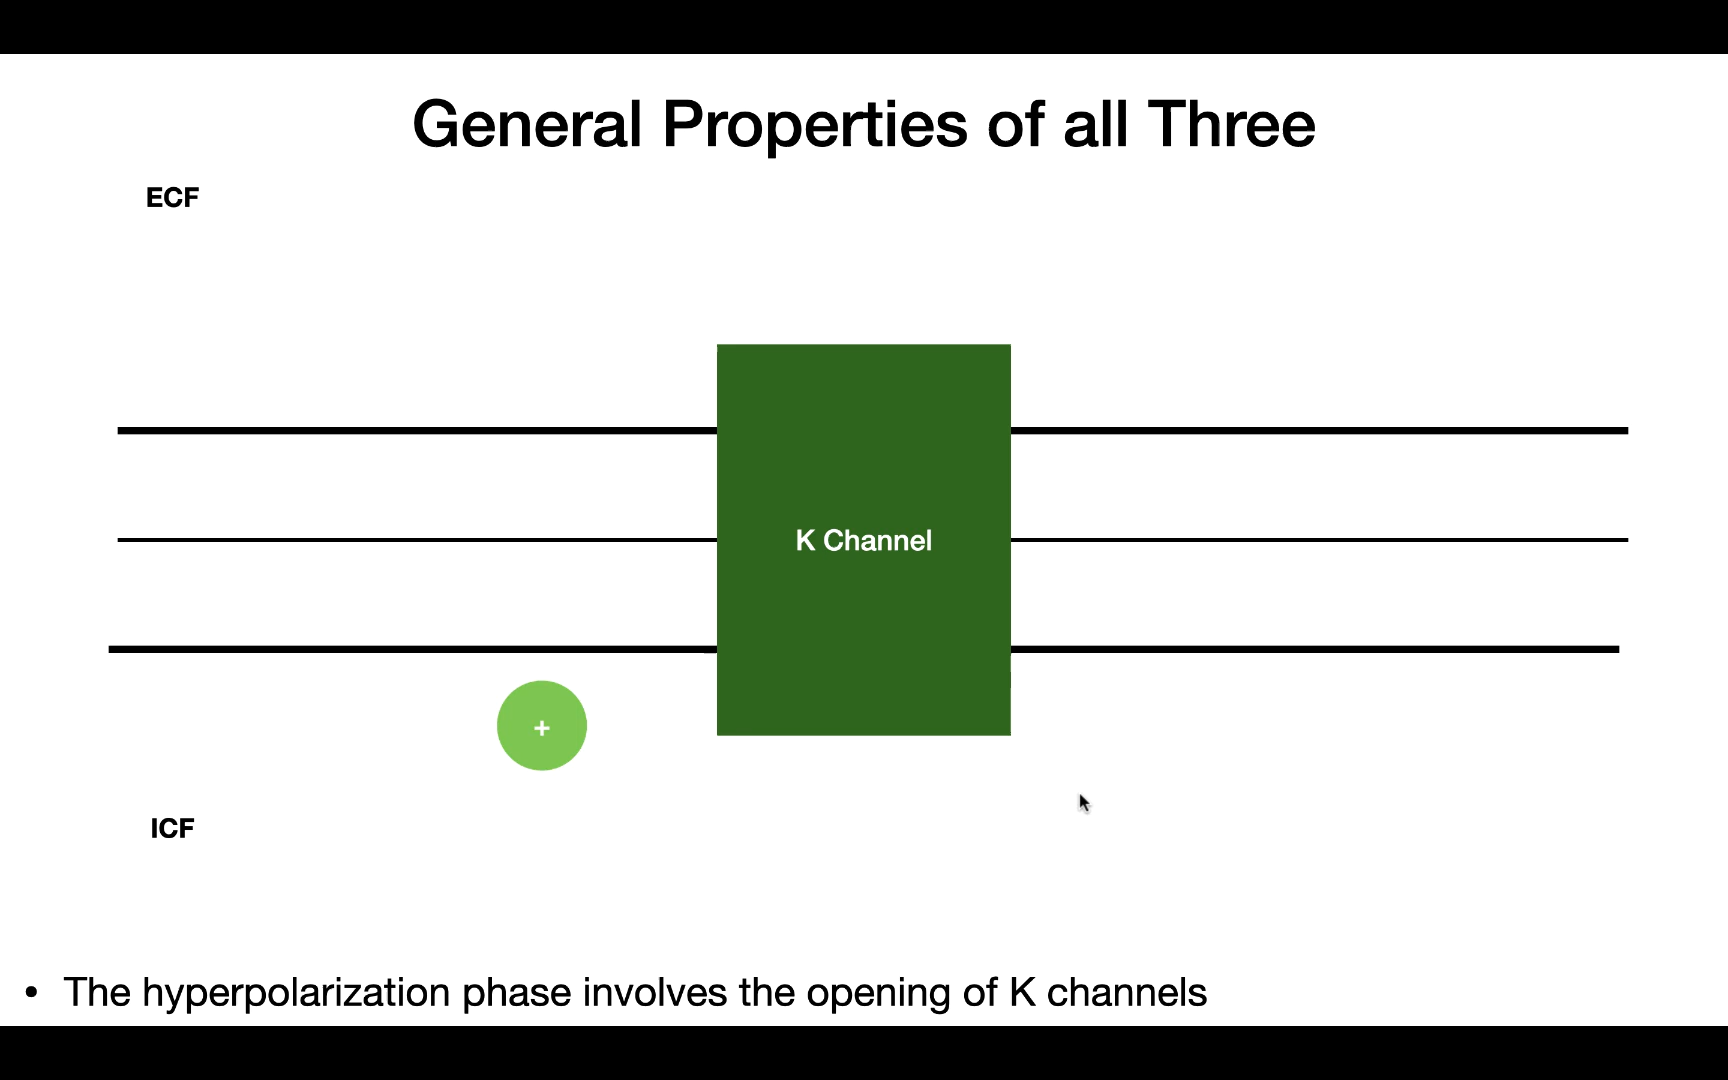 General Properties of all Three
ECF
K Channel
+
ICF
• The hyperpolarization phase involves the opening of K channels